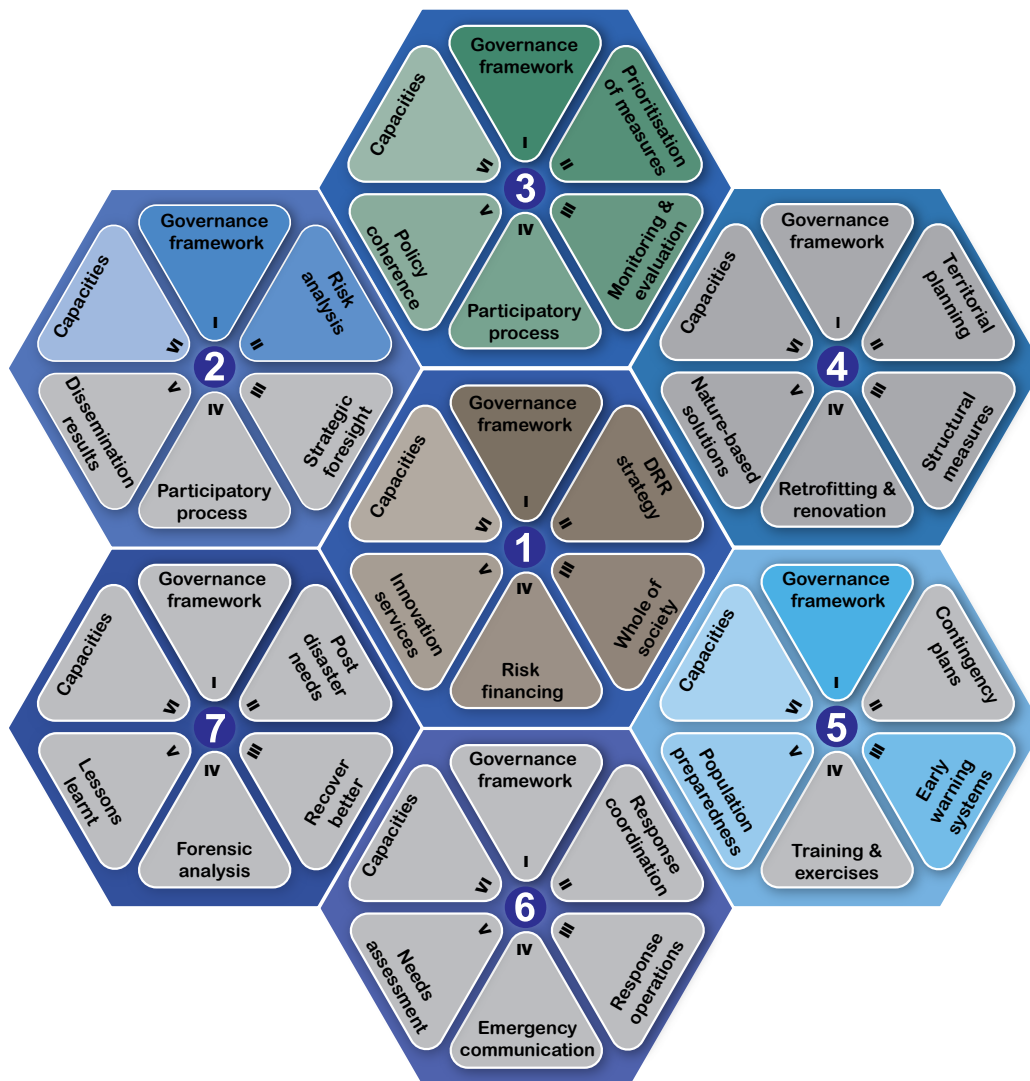 Governance
framework
I
Prioritisation
of measures
II
Monitoring &
evaluation
III
Participatory
process
IV
Policy
coherence
V
Capacities
VI
3
Governance
framework
I
Risk
analysis
II
Strategic
foresight
III
Participatory
process
IV
Dissemination
results
V
Capacities
VI
2
Governance
framework
I
Territorial
planning
II
Structural
measures
III
Retrofitting &
renovation
IV
Nature-based
solutions
V
Capacities
VI
4
Governance
framework
I
DRR
strategy
II
Whole of
society
III
Risk
financing
IV
Innovation
services
V
Capacities
VI
1
Governance
framework
I
Post
disaster
needs
II
Recover
better
III
Forensic
analysis
IV
Lessons
learnt
V
Capacities
VI
7
Governance
framework
I
Contingency
plans
II
Early
warning
systems
III
Training &
exercises
IV
Population
preparedness
V
Capacities
VI
5
Governance
framework
I
Response
coordination
II
Response
operations
III
Emergency
communication
IV
Needs
assessment
V
Capacities
VI
6